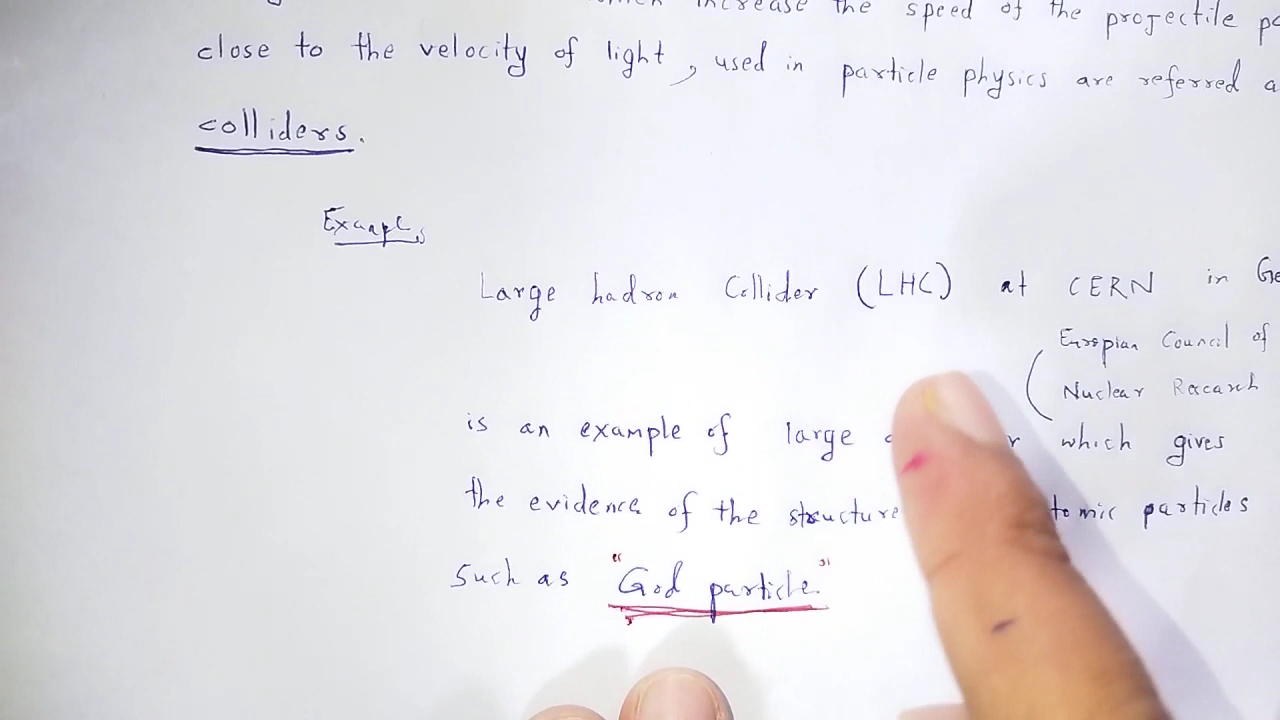 increase the speed of the projectile
close to the velocity of light, used in particle physics are referred
colliders.
Example,
Large hadron Collider (LHC) at CERN in
Europian Council of
Nuclear Research
is an example of large which gives
the evidence of the structure particles
such as "God particle"